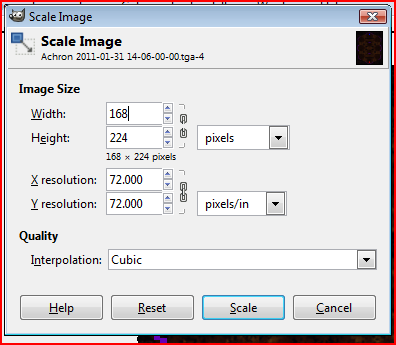 Scale Image
Scale Image
Achron 2011-01-31 14-06-00-00.tga-4
Image Size
Width: 168
Height: 224 pixels
168 × 224 pixels
X resolution: 72.000
Y resolution: 72.000 pixels/in
Quality
Interpolation: Cubic
Help Reset Scale Cancel